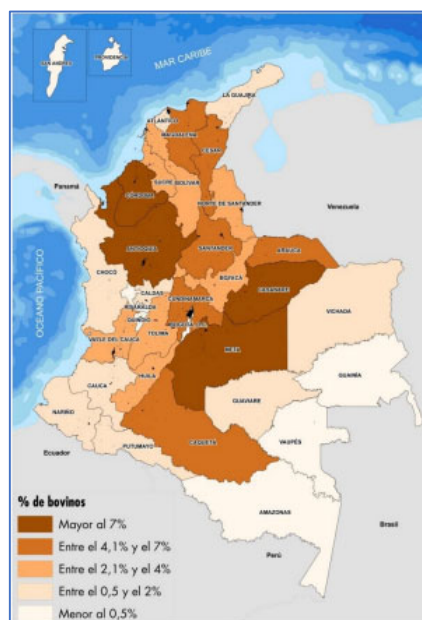 SAN ANDRÉS
PROVIDENCIA
MAR CARIBE
LA GUAJIRA
ATLÁNTICO
MAGDALENA
CESAR
Panamá
SUCRE
BOLÍVAR
CÓRDOBA
NORTE DE SANTANDER
Venezuela
ANTIOQUIA
SANTANDER
ARAUCA
OCEANO PACÍFICO
CHOCÓ
BOYACÁ
CASANARE
CALDAS
RISARALDA
CUNDINAMARCA
VICHADA
QUINDÍO
BOGOTÁ, D.C.
TOLIMA
VALLE DEL CAUCA
META
GUAINÍA
HUILA
CAUCA
GUAVIARE
NARIÑO
VAUPÉS
CAQUETÁ
PUTUMAYO
Ecuador
AMAZONAS
Brasil
Perú
% de bovinos
Mayor al 7%
Entre el 4,1% y el 7%
Entre el 2,1% y el 4%
Entre el 0,5 y el 2%
Menor al 0,5%